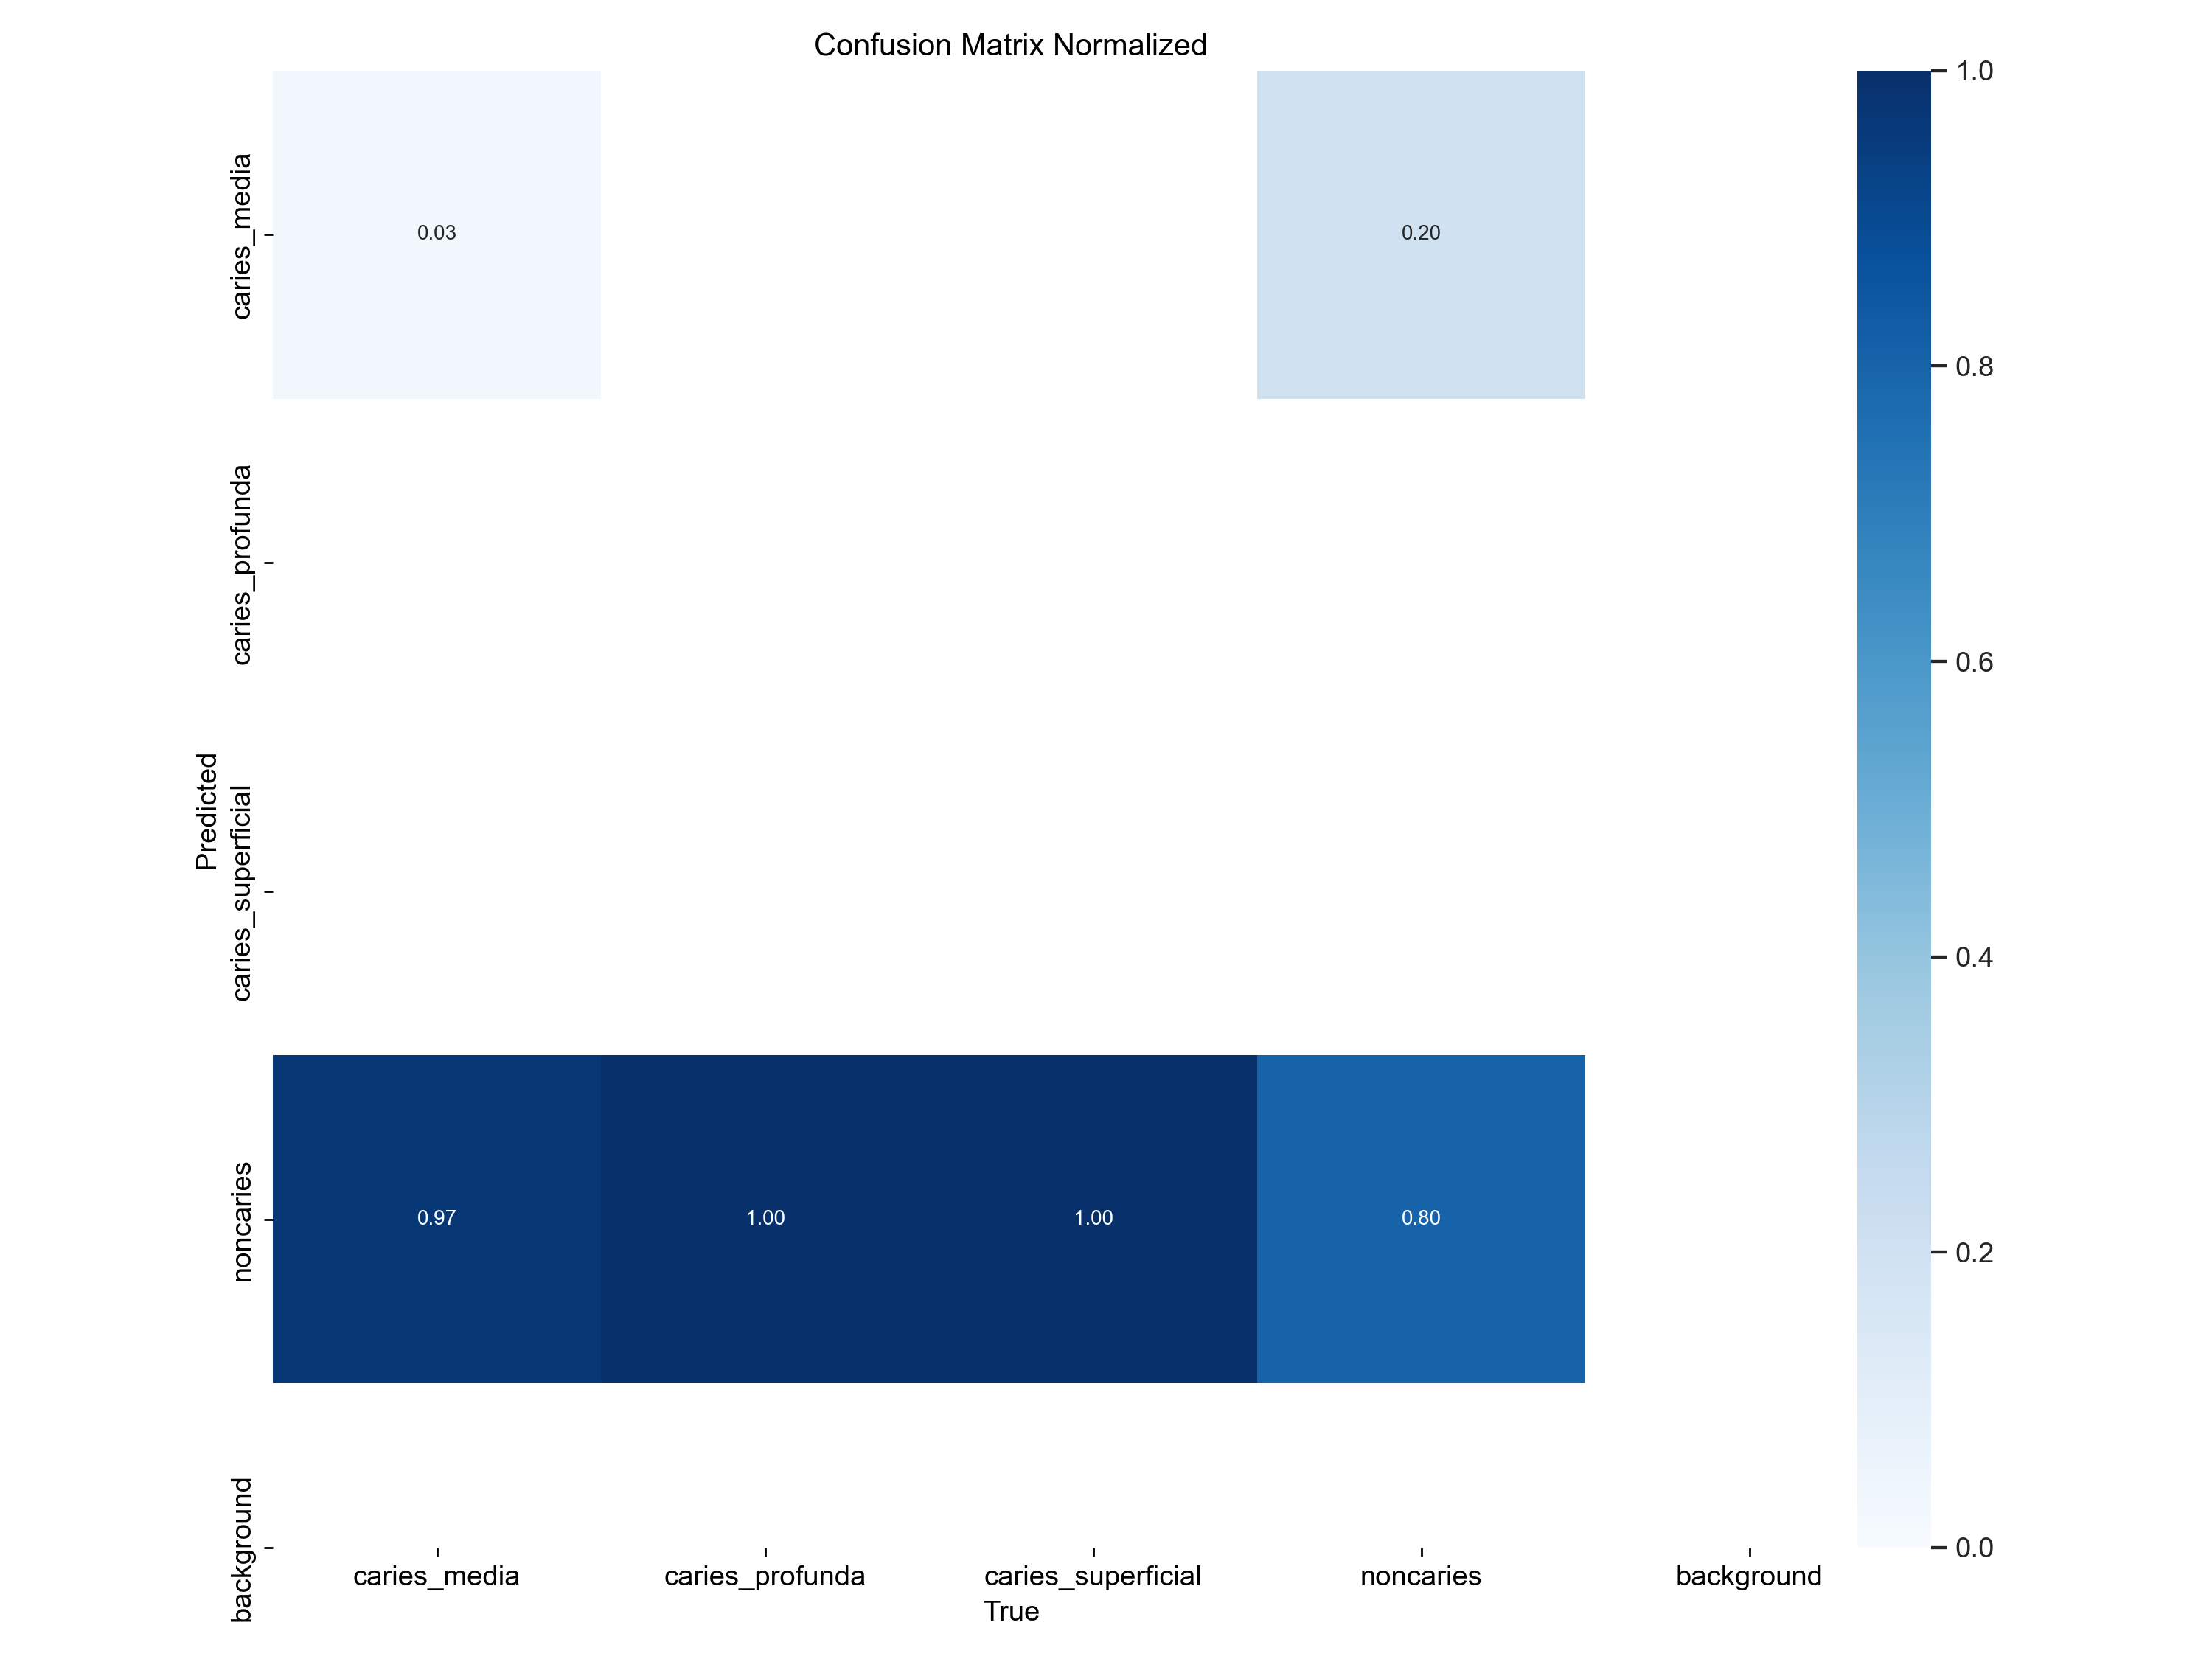 Confusion Matrix Normalized
Predicted
caries_media
0.03
0.20
caries_profunda
caries_superficial
noncaries
0.97
1.00
1.00
0.80
background
caries_media
caries_profunda
caries_superficial
noncaries
background
True
1.0
0.8
0.6
0.4
0.2
0.0